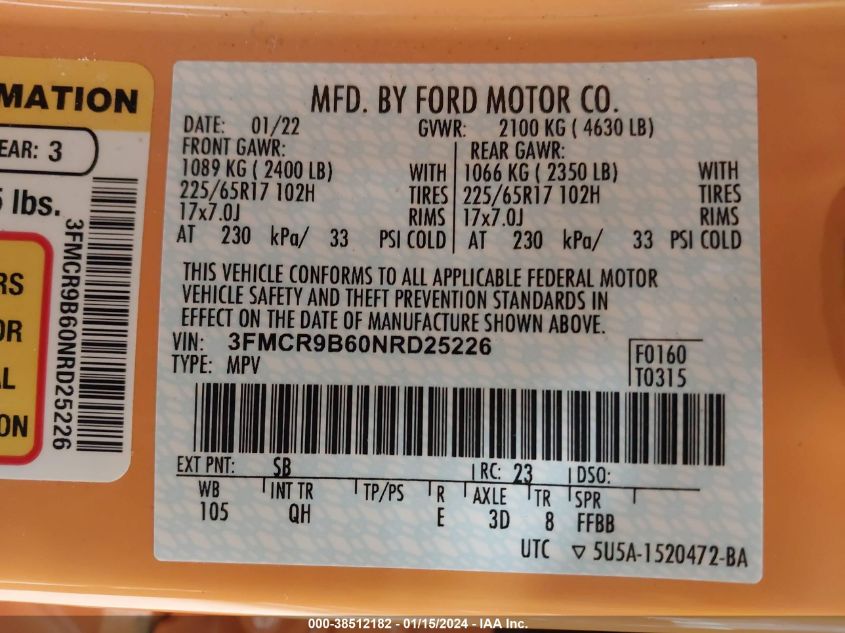 MATION
EAR: 3
5 lbs.
RS
OR
AL
ON
3FMCR9B60NRD25226
MFD. BY FORD MOTOR CO.
DATE: 01/22 GVWR: 2100 KG ( 4630 LB)
FRONT GAWR: REAR GAWR:
1089 KG ( 2400 LB) WITH 1066 KG ( 2350 LB) WITH
225/65R17 102H TIRES 225/65R17 102H TIRES
17x7.0J RIMS 17x7.0J RIMS
AT 230 kPa/ 33 PSI COLD AT 230 kPa/ 33 PSI COLD
THIS VEHICLE CONFORMS TO ALL APPLICABLE FEDERAL MOTOR
VEHICLE SAFETY AND THEFT PREVENTION STANDARDS IN
EFFECT ON THE DATE OF MANUFACTURE SHOWN ABOVE.
VIN: 3FMCR9B60NRD25226 F0160
TYPE: MPV T0315
EXT PNT: SB RC: 23 DSO:
WB INT TR TP/PS R AXLE TR SPR
105 QH E 3D 8 FFBB
UTC ▽ 5U5A-1520472-BA
000-38512182 - 01/15/2024 - IAA Inc.